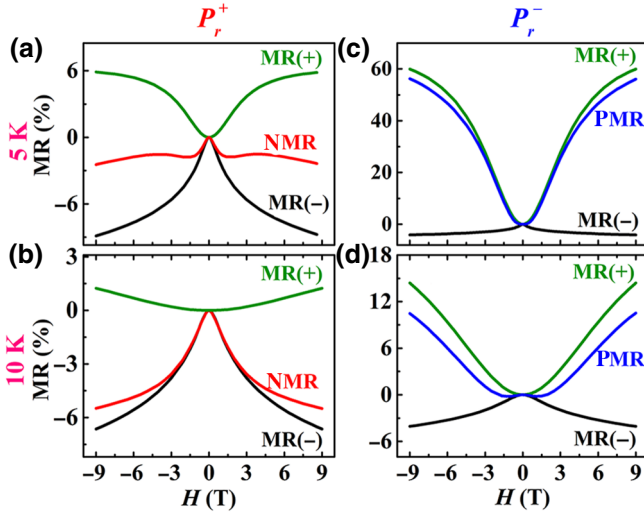 P_r^+
P_r^-
(a)
6
0
−6
MR (%)
5 K
MR(+)
NMR
MR(−)
(c)
60
40
20
0
MR(+)
PMR
MR(−)
(b)
3
0
−3
−6
MR (%)
10 K
MR(+)
NMR
MR(−)
−9 −6 −3 0 3 6 9
H (T)
(d)
18
12
6
0
−6
MR(+)
PMR
MR(−)
−9 −6 −3 0 3 6 9
H (T)